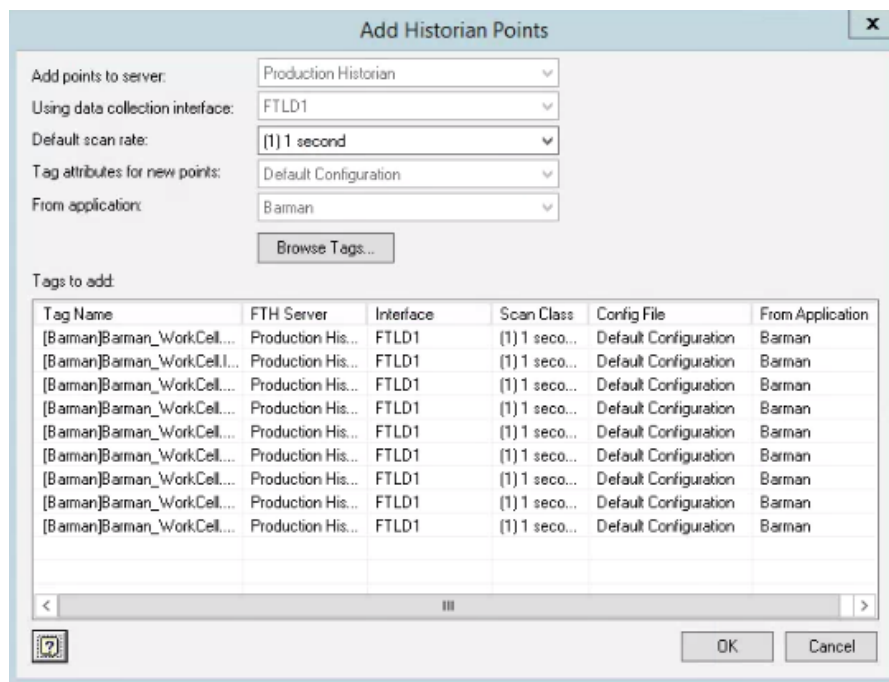 Add Historian Points
x
Add points to server: Production Historian
Using data collection interface: FTLD1
Default scan rate: (1) 1 second
Tag attributes for new points: Default Configuration
From application: Barman
Browse Tags...
Tags to add:
Tag Name FTH Server Interface Scan Class Config File From Application
[Barman]Barman_WorkCell.... Production His... FTLD1 (1) 1 seco... Default Configuration Barman
[Barman]Barman_WorkCell.I... Production His... FTLD1 (1) 1 seco... Default Configuration Barman
[Barman]Barman_WorkCell.... Production His... FTLD1 (1) 1 seco... Default Configuration Barman
[Barman]Barman_WorkCell.... Production His... FTLD1 (1) 1 seco... Default Configuration Barman
[Barman]Barman_WorkCell.... Production His... FTLD1 (1) 1 seco... Default Configuration Barman
[Barman]Barman_WorkCell.... Production His... FTLD1 (1) 1 seco... Default Configuration Barman
[Barman]Barman_WorkCell.... Production His... FTLD1 (1) 1 seco... Default Configuration Barman
[Barman]Barman_WorkCell.... Production His... FTLD1 (1) 1 seco... Default Configuration Barman
[Barman]Barman_WorkCell.... Production His... FTLD1 (1) 1 seco... Default Configuration Barman
? OK Cancel